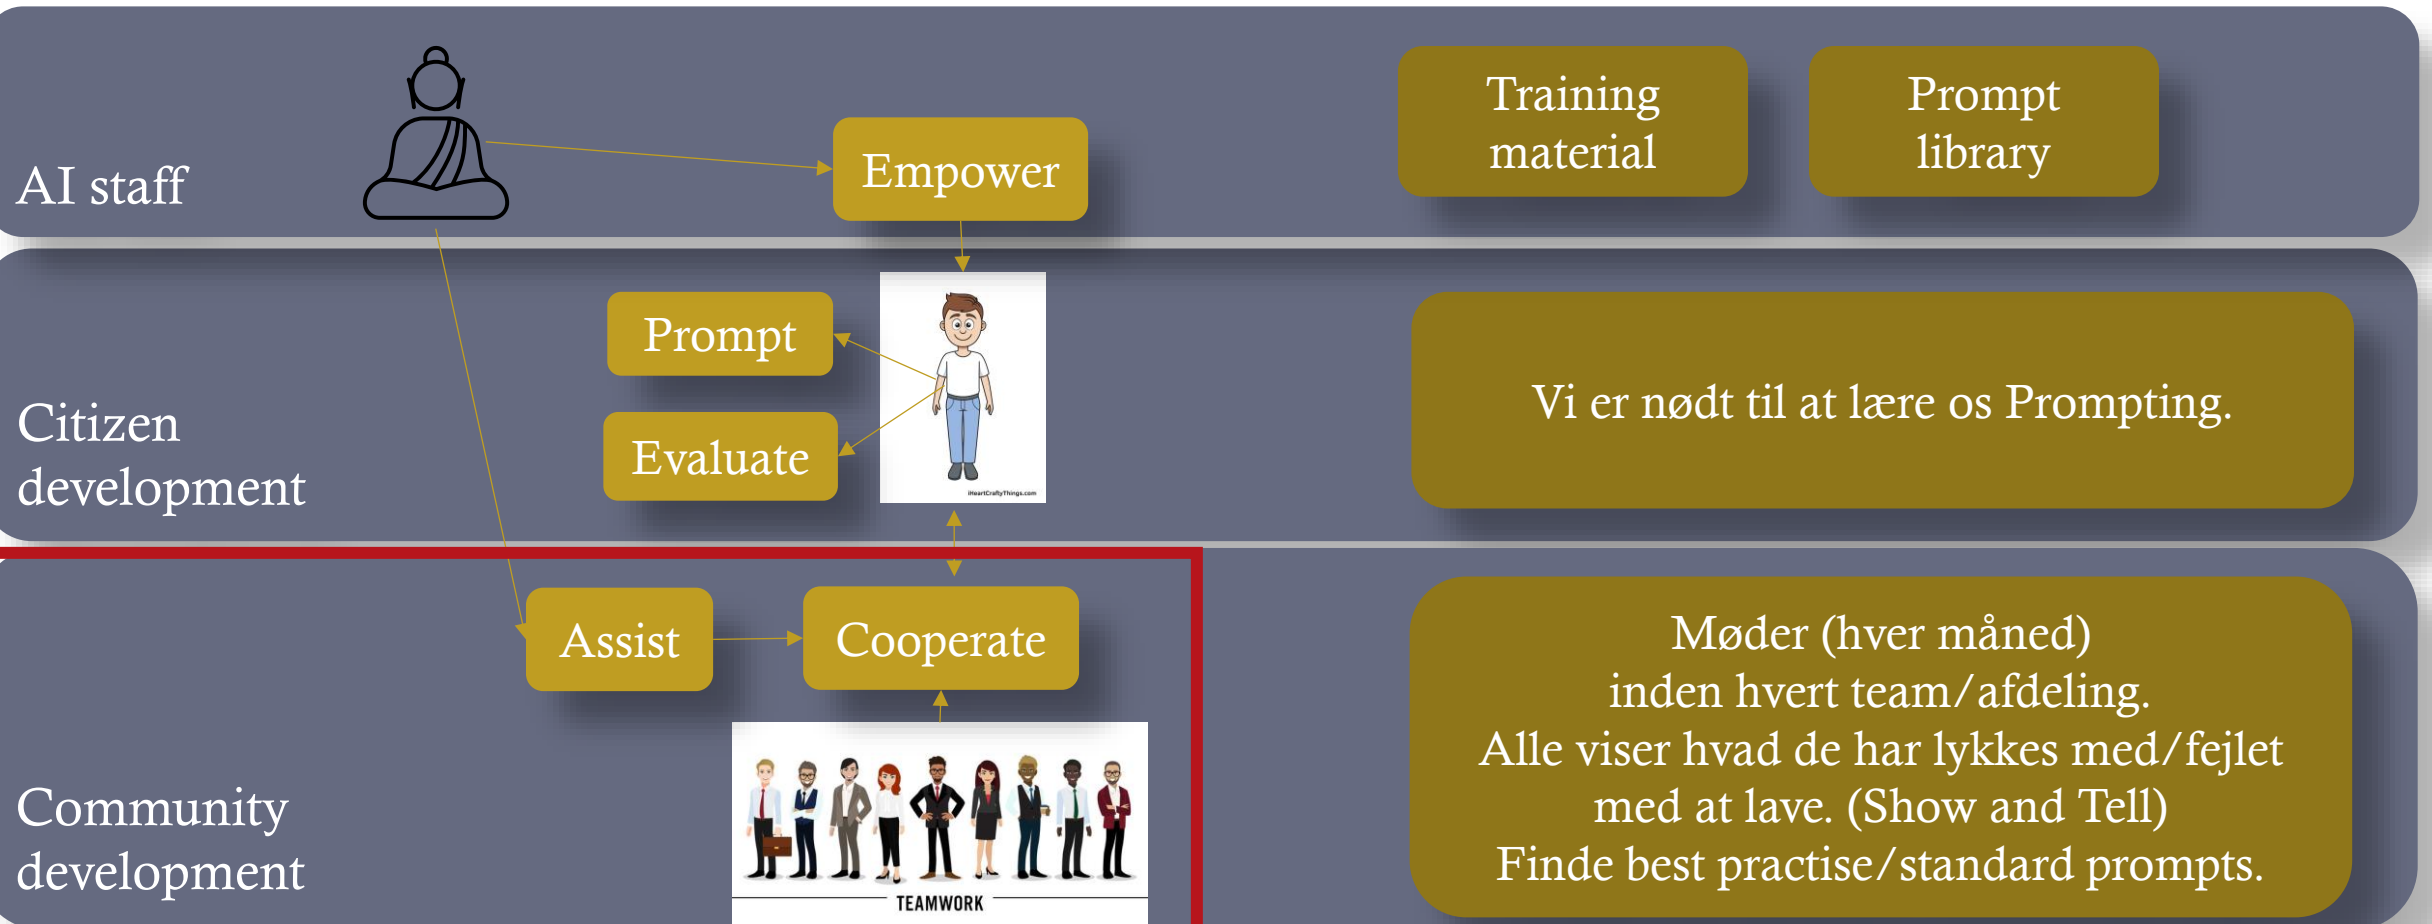 AI staff
Empower
Training
material
Prompt
library
Citizen
development
Prompt
Evaluate
iHeartCraftyThings.com
Vi er nødt til at lære os Prompting.
Community
development
Assist
Cooperate
TEAMWORK
Møder (hver måned)
inden hvert team/afdeling.
Alle viser hvad de har lykkes med/fejlet
med at lave. (Show and Tell)
Finde best practise/standard prompts.